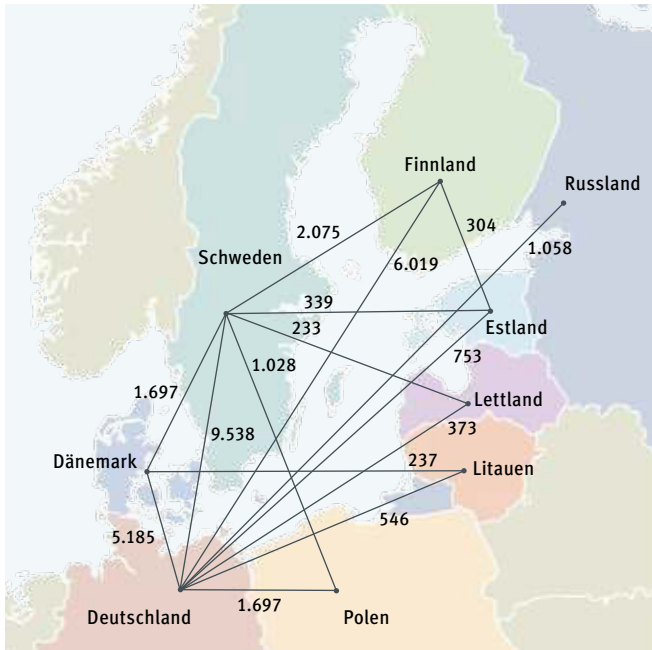 Finnland
Russland
304
2.075
1.058
Schweden
6.019
339
Estland
233
753
1.028
1.697
Lettland
373
9.538
Dänemark
237
Litauen
546
5.185
1.697
Deutschland
Polen